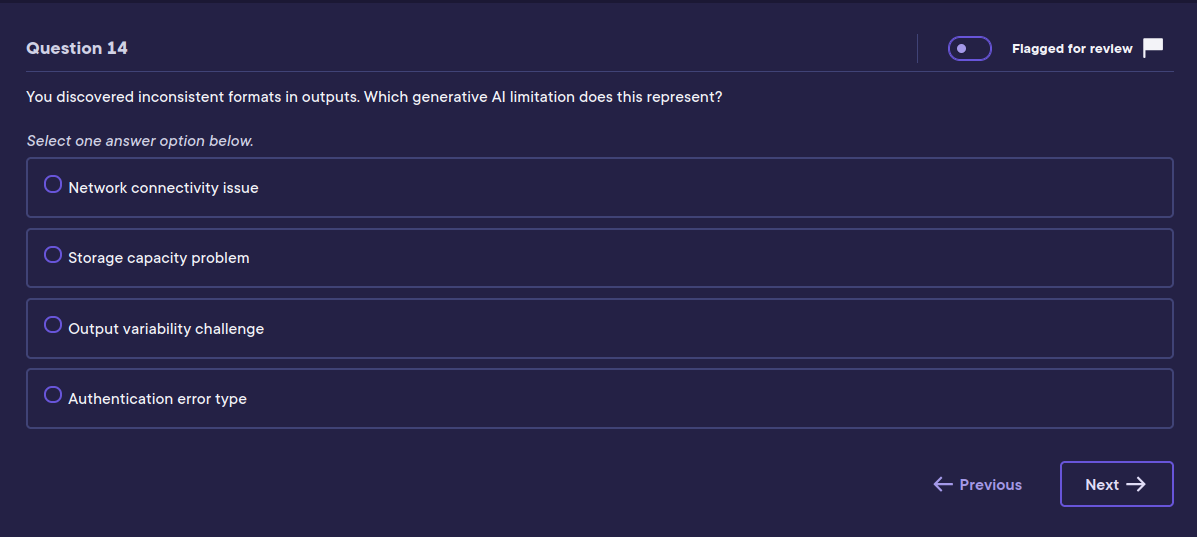 Question 14
Flagged for review
You discovered inconsistent formats in outputs. Which generative AI limitation does this represent?
Select one answer option below.
Network connectivity issue
Storage capacity problem
Output variability challenge
Authentication error type
Previous
Next